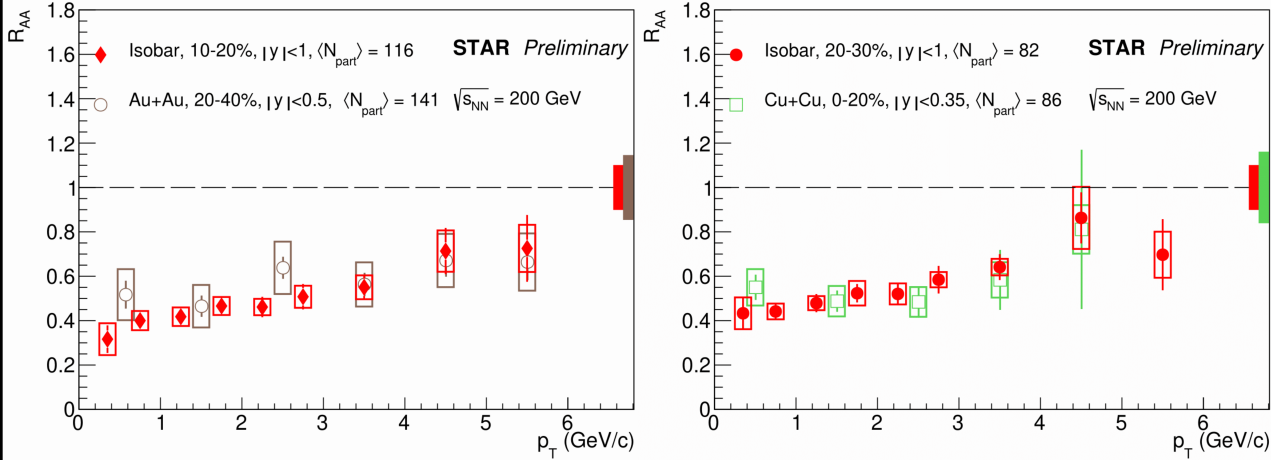 R_AA
1.8
1.6
1.4
1.2
1
0.8
0.6
0.4
0.2
0
Isobar, 10-20%, |y|<1, ⟨N_part⟩ = 116
STAR Preliminary
Au+Au, 20-40%, |y|<0.5, ⟨N_part⟩ = 141
√s_NN = 200 GeV
0 1 2 3 4 5 6
p_T (GeV/c)
R_AA
1.8
1.6
1.4
1.2
1
0.8
0.6
0.4
0.2
0
Isobar, 20-30%, |y|<1, ⟨N_part⟩ = 82
STAR Preliminary
Cu+Cu, 0-20%, |y|<0.35, ⟨N_part⟩ = 86
√s_NN = 200 GeV
0 1 2 3 4 5 6
p_T (GeV/c)